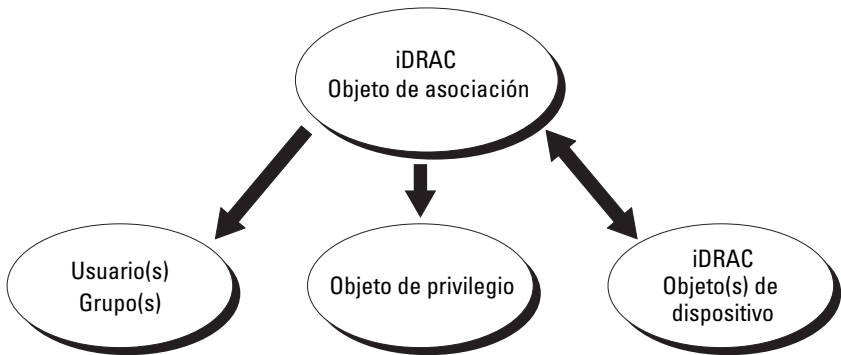 iDRAC
Objeto de asociación
Usuario(s)
Grupo(s)
Objeto de privilegio
iDRAC
Objeto(s) de
dispositivo